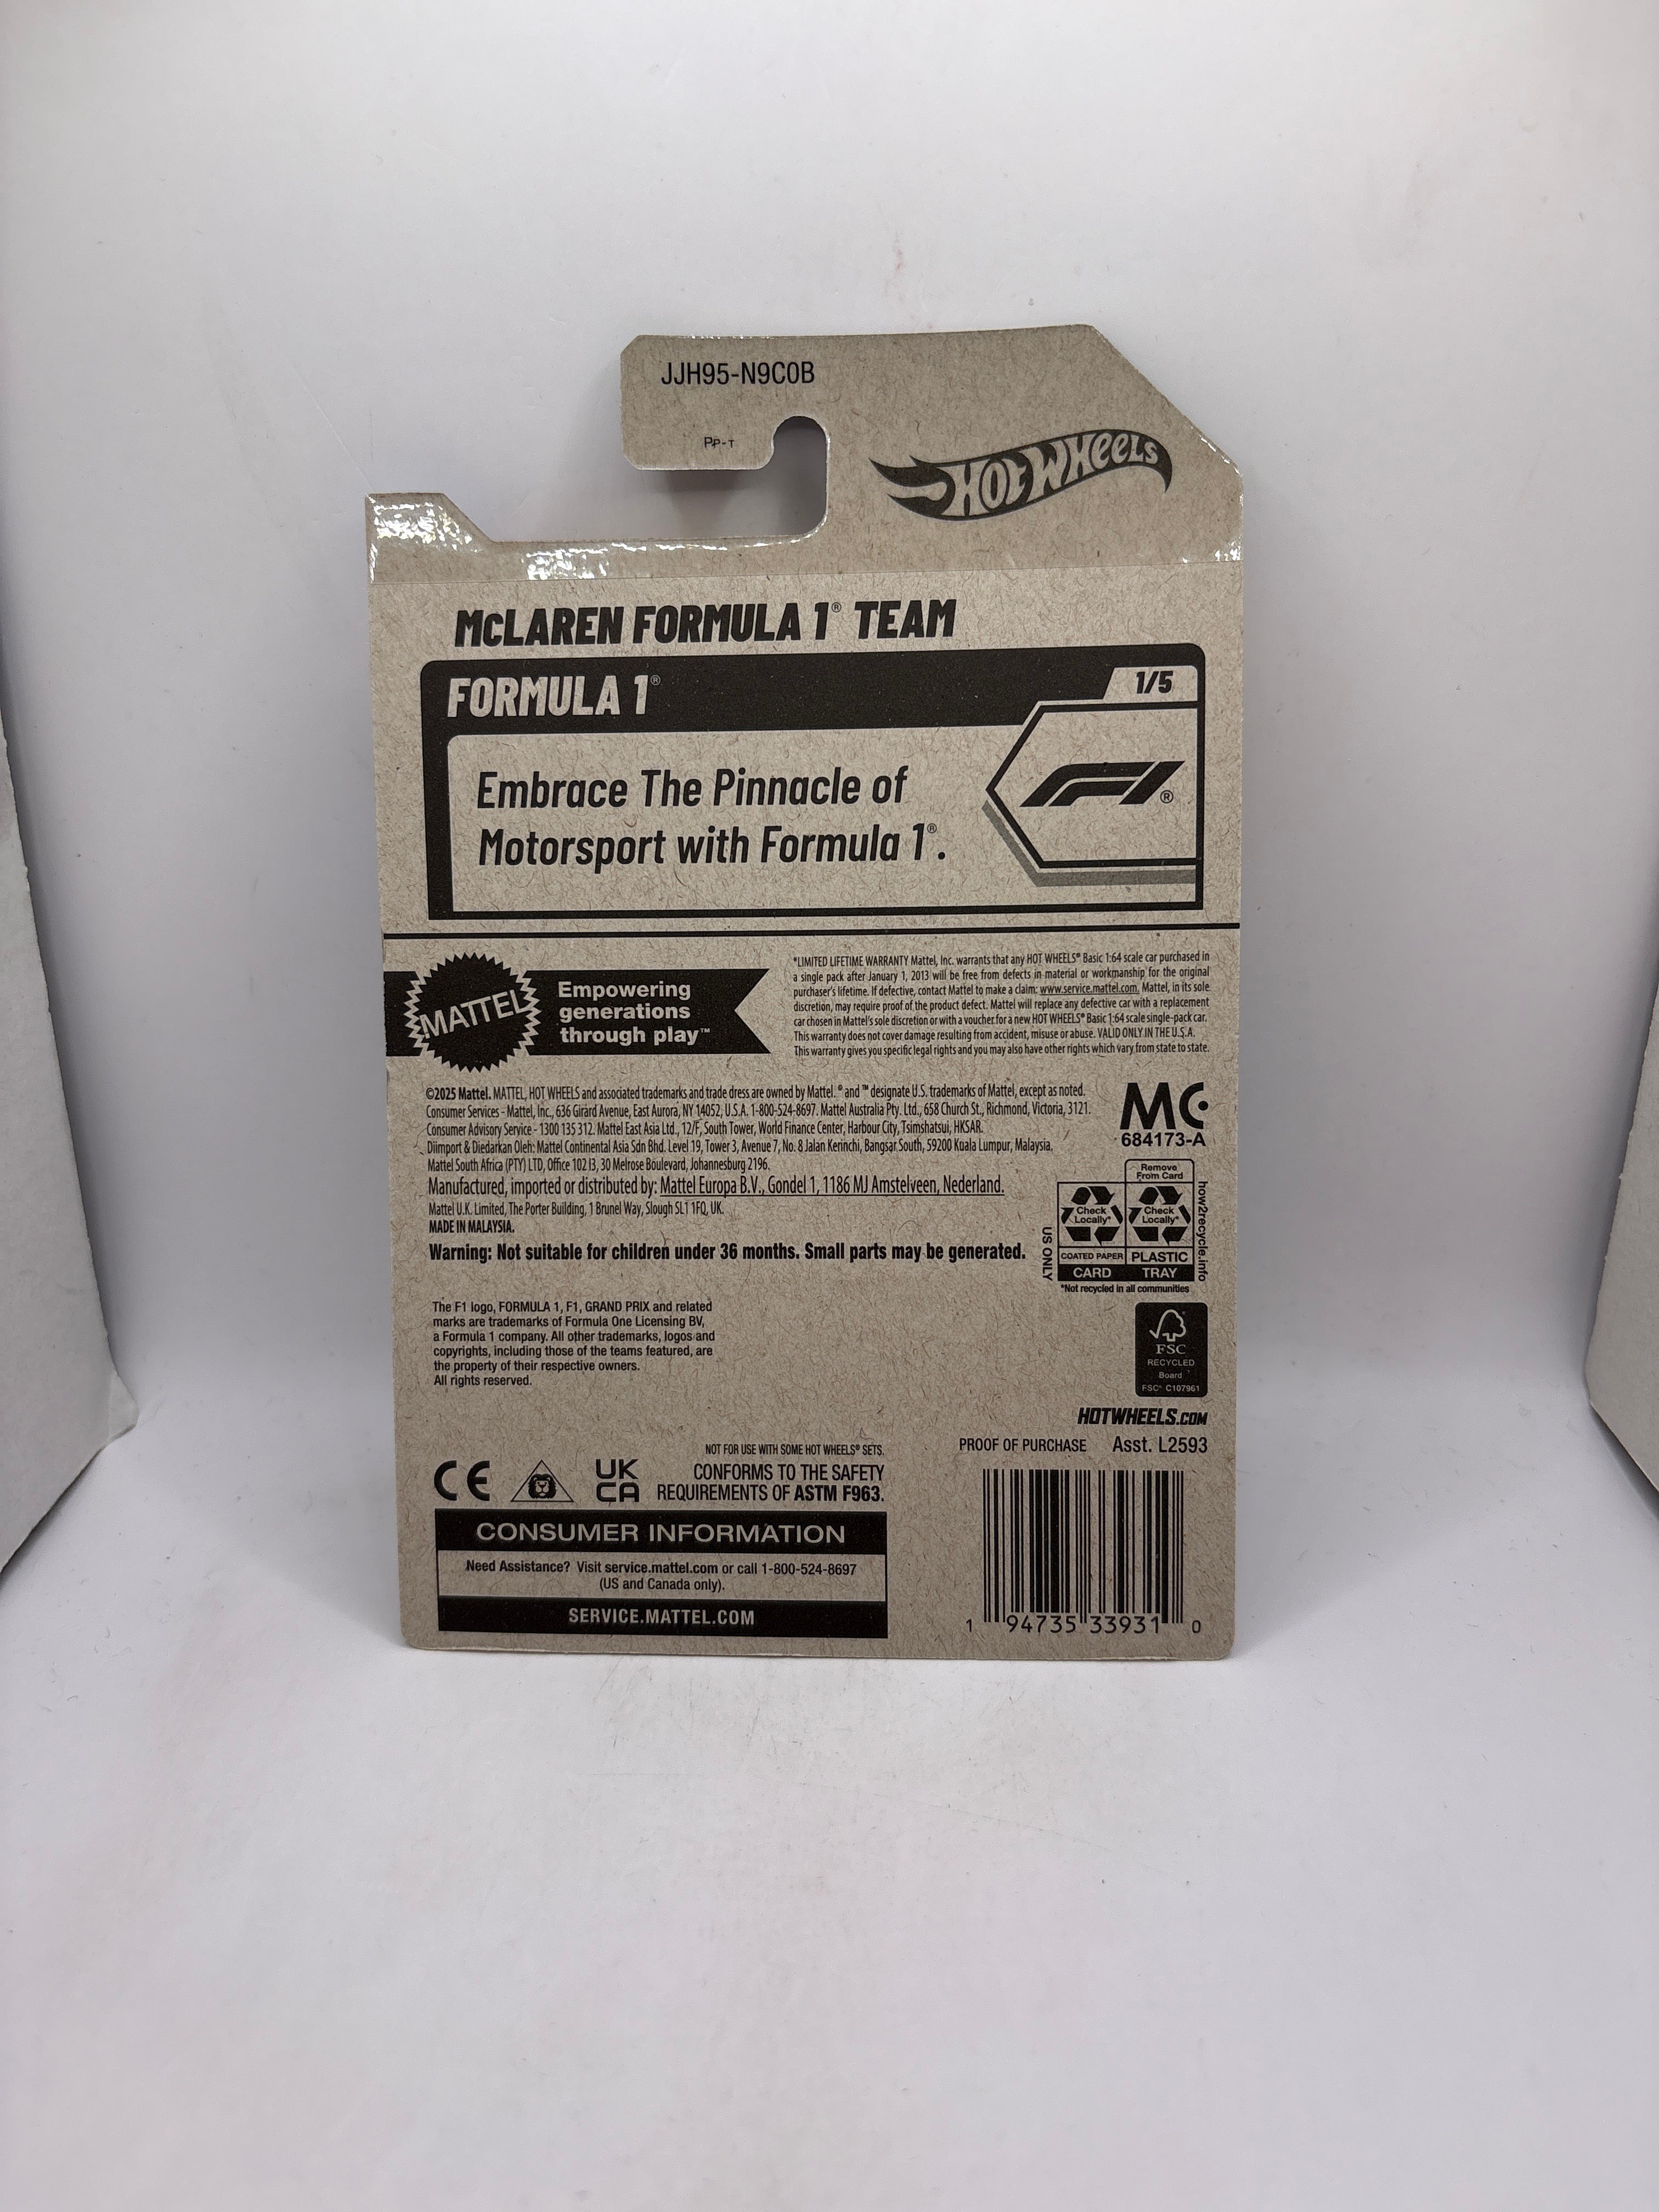 JJH95-N9C0B
PP-T
HOT WHEELS
McLAREN FORMULA 1® TEAM
FORMULA 1®
1/5
Embrace The Pinnacle of
Motorsport with Formula 1®.
F1®
MATTEL
Empowering
generations
through play™
*LIMITED LIFETIME WARRANTY Mattel, Inc. warrants that any HOT WHEELS® Basic 1:64 scale car purchased in
a single pack after January 1, 2013 will be free from defects in material or workmanship for the original
purchaser's lifetime. If defective, contact Mattel to make a claim: www.service.mattel.com. Mattel, in its sole
discretion, may require proof of the product defect. Mattel will replace any defective car with a replacement
car chosen in Mattel's sole discretion or with a voucher for a new HOT WHEELS® Basic 1:64 scale single-pack car.
This warranty does not cover damage resulting from accident, misuse or abuse. VALID ONLY IN THE U.S.A.
This warranty gives you specific legal rights and you may also have other rights which vary from state to state.
©2025 Mattel. MATTEL, HOT WHEELS and associated trademarks and trade dress are owned by Mattel. ® and ™ designate U.S. trademarks of Mattel, except as noted.
Consumer Services - Mattel, Inc., 636 Girard Avenue, East Aurora, NY 14052, U.S.A. 1-800-524-8697. Mattel Australia Pty. Ltd., 658 Church St., Richmond, Victoria, 3121.
Consumer Advisory Service - 1300 135 312. Mattel East Asia Ltd., 12/F, South Tower, World Finance Center, Harbour City, Tsimshatsui, HKSAR.
Diimport & Diedarkan Oleh: Mattel Continental Asia Sdn Bhd. Level 19, Tower 3, Avenue 7, No. 8 Jalan Kerinchi, Bangsar South, 59200 Kuala Lumpur, Malaysia.
Mattel South Africa (PTY) LTD, Office 102 I3, 30 Melrose Boulevard, Johannesburg 2196.
Manufactured, imported or distributed by: Mattel Europa B.V., Gondel 1, 1186 MJ Amstelveen, Nederland.
Mattel U.K. Limited, The Porter Building, 1 Brunel Way, Slough SL1 1FQ, UK.
MADE IN MALAYSIA.
Warning: Not suitable for children under 36 months. Small parts may be generated.
MC
684173-A
Remove
From Card
Check
Locally*
Check
Locally*
COATED PAPER
PLASTIC
CARD
TRAY
US ONLY
how2recycle.info
*Not recycled in all communities
The F1 logo, FORMULA 1, F1, GRAND PRIX and related
marks are trademarks of Formula One Licensing BV,
a Formula 1 company. All other trademarks, logos and
copyrights, including those of the teams featured, are
the property of their respective owners.
All rights reserved.
FSC
RECYCLED
Board
FSC® C107961
HOTWHEELS.COM
PROOF OF PURCHASE Asst. L2593
NOT FOR USE WITH SOME HOT WHEELS® SETS.
CE
UK
CA
CONFORMS TO THE SAFETY
REQUIREMENTS OF ASTM F963.
CONSUMER INFORMATION
Need Assistance? Visit service.mattel.com or call 1-800-524-8697
(US and Canada only).
SERVICE.MATTEL.COM
1 94735 33931 0